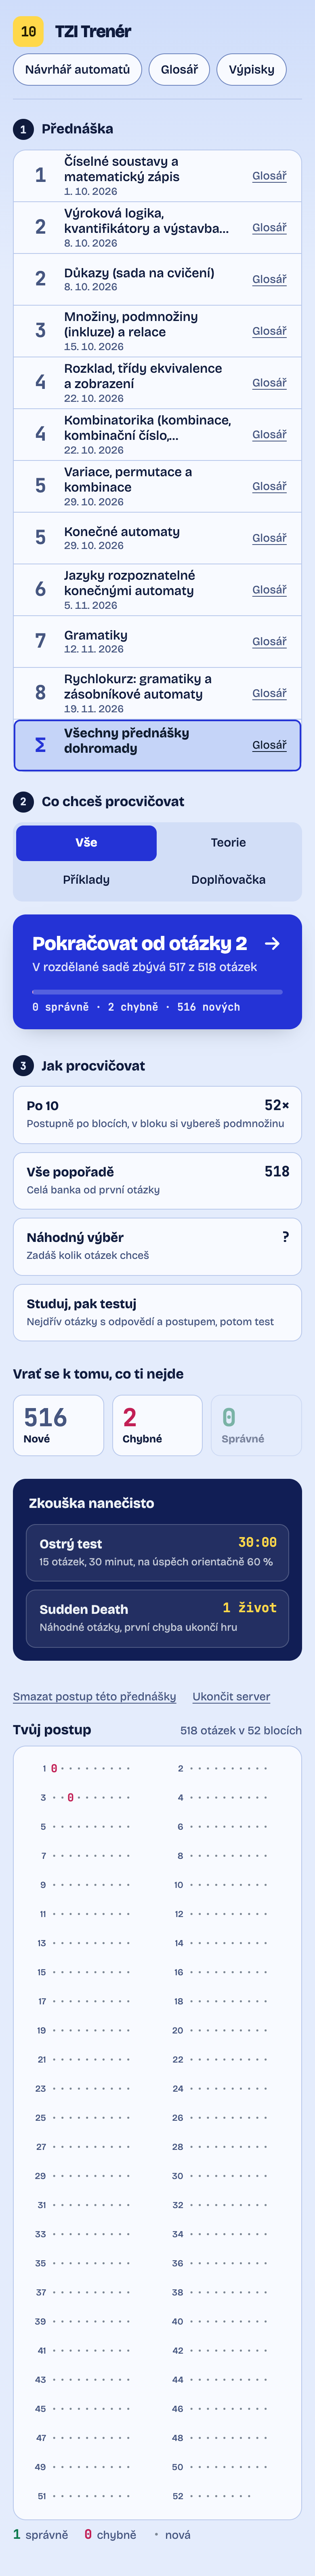 10 TZI Trenér
Návrhář automatů Glosář Výpisky
1 Přednáška
1 Číselné soustavy a
matematický zápis
1. 10. 2026
Glosář
2 Výroková logika,
kvantifikátory a výstavba…
8. 10. 2026
Glosář
2 Důkazy (sada na cvičení)
8. 10. 2026
Glosář
3 Množiny, podmnožiny
(inkluze) a relace
15. 10. 2026
Glosář
4 Rozklad, třídy ekvivalence
a zobrazení
22. 10. 2026
Glosář
4 Kombinatorika (kombinace,
kombinační číslo,…
22. 10. 2026
Glosář
5 Variace, permutace a
kombinace
29. 10. 2026
Glosář
5 Konečné automaty
29. 10. 2026
Glosář
6 Jazyky rozpoznatelné
konečnými automaty
5. 11. 2026
Glosář
7 Gramatiky
12. 11. 2026
Glosář
8 Rychlokurz: gramatiky a
zásobníkové automaty
19. 11. 2026
Glosář
Σ Všechny přednášky
dohromady
Glosář
2 Co chceš procvičovat
Vše Teorie
Příklady Doplňovačka
Pokračovat od otázky 2 →
V rozdělané sadě zbývá 517 z 518 otázek
0 správně · 2 chybně · 516 nových
3 Jak procvičovat
Po 10 52×
Postupně po blocích, v bloku si vybereš podmnožinu
Vše popořadě 518
Celá banka od první otázky
Náhodný výběr ?
Zadáš kolik otázek chceš
Studuj, pak testuj
Nejdřív otázky s odpovědí a postupem, potom test
Vrať se k tomu, co ti nejde
516 2 0
Nové Chybné Správné
Zkouška nanečisto
Ostrý test 30:00
15 otázek, 30 minut, na úspěch orientačně 60 %
Sudden Death 1 život
Náhodné otázky, první chyba ukončí hru
Smazat postup této přednášky Ukončit server
Tvůj postup 518 otázek v 52 blocích
1 0 · · · · · · · · · 2 · · · · · · · · · ·
3 · · 0 · · · · · · · 4 · · · · · · · · · ·
5 · · · · · · · · · · 6 · · · · · · · · · ·
7 · · · · · · · · · · 8 · · · · · · · · · ·
9 · · · · · · · · · · 10 · · · · · · · · · ·
11 · · · · · · · · · · 12 · · · · · · · · · ·
13 · · · · · · · · · · 14 · · · · · · · · · ·
15 · · · · · · · · · · 16 · · · · · · · · · ·
17 · · · · · · · · · · 18 · · · · · · · · · ·
19 · · · · · · · · · · 20 · · · · · · · · · ·
21 · · · · · · · · · · 22 · · · · · · · · · ·
23 · · · · · · · · · · 24 · · · · · · · · · ·
25 · · · · · · · · · · 26 · · · · · · · · · ·
27 · · · · · · · · · · 28 · · · · · · · · · ·
29 · · · · · · · · · · 30 · · · · · · · · · ·
31 · · · · · · · · · · 32 · · · · · · · · · ·
33 · · · · · · · · · · 34 · · · · · · · · · ·
35 · · · · · · · · · · 36 · · · · · · · · · ·
37 · · · · · · · · · · 38 · · · · · · · · · ·
39 · · · · · · · · · · 40 · · · · · · · · · ·
41 · · · · · · · · · · 42 · · · · · · · · · ·
43 · · · · · · · · · · 44 · · · · · · · · · ·
45 · · · · · · · · · · 46 · · · · · · · · · ·
47 · · · · · · · · · · 48 · · · · · · · · · ·
49 · · · · · · · · · · 50 · · · · · · · · · ·
51 · · · · · · · · · · 52 · · · · · · · ·
1 správně 0 chybně · nová